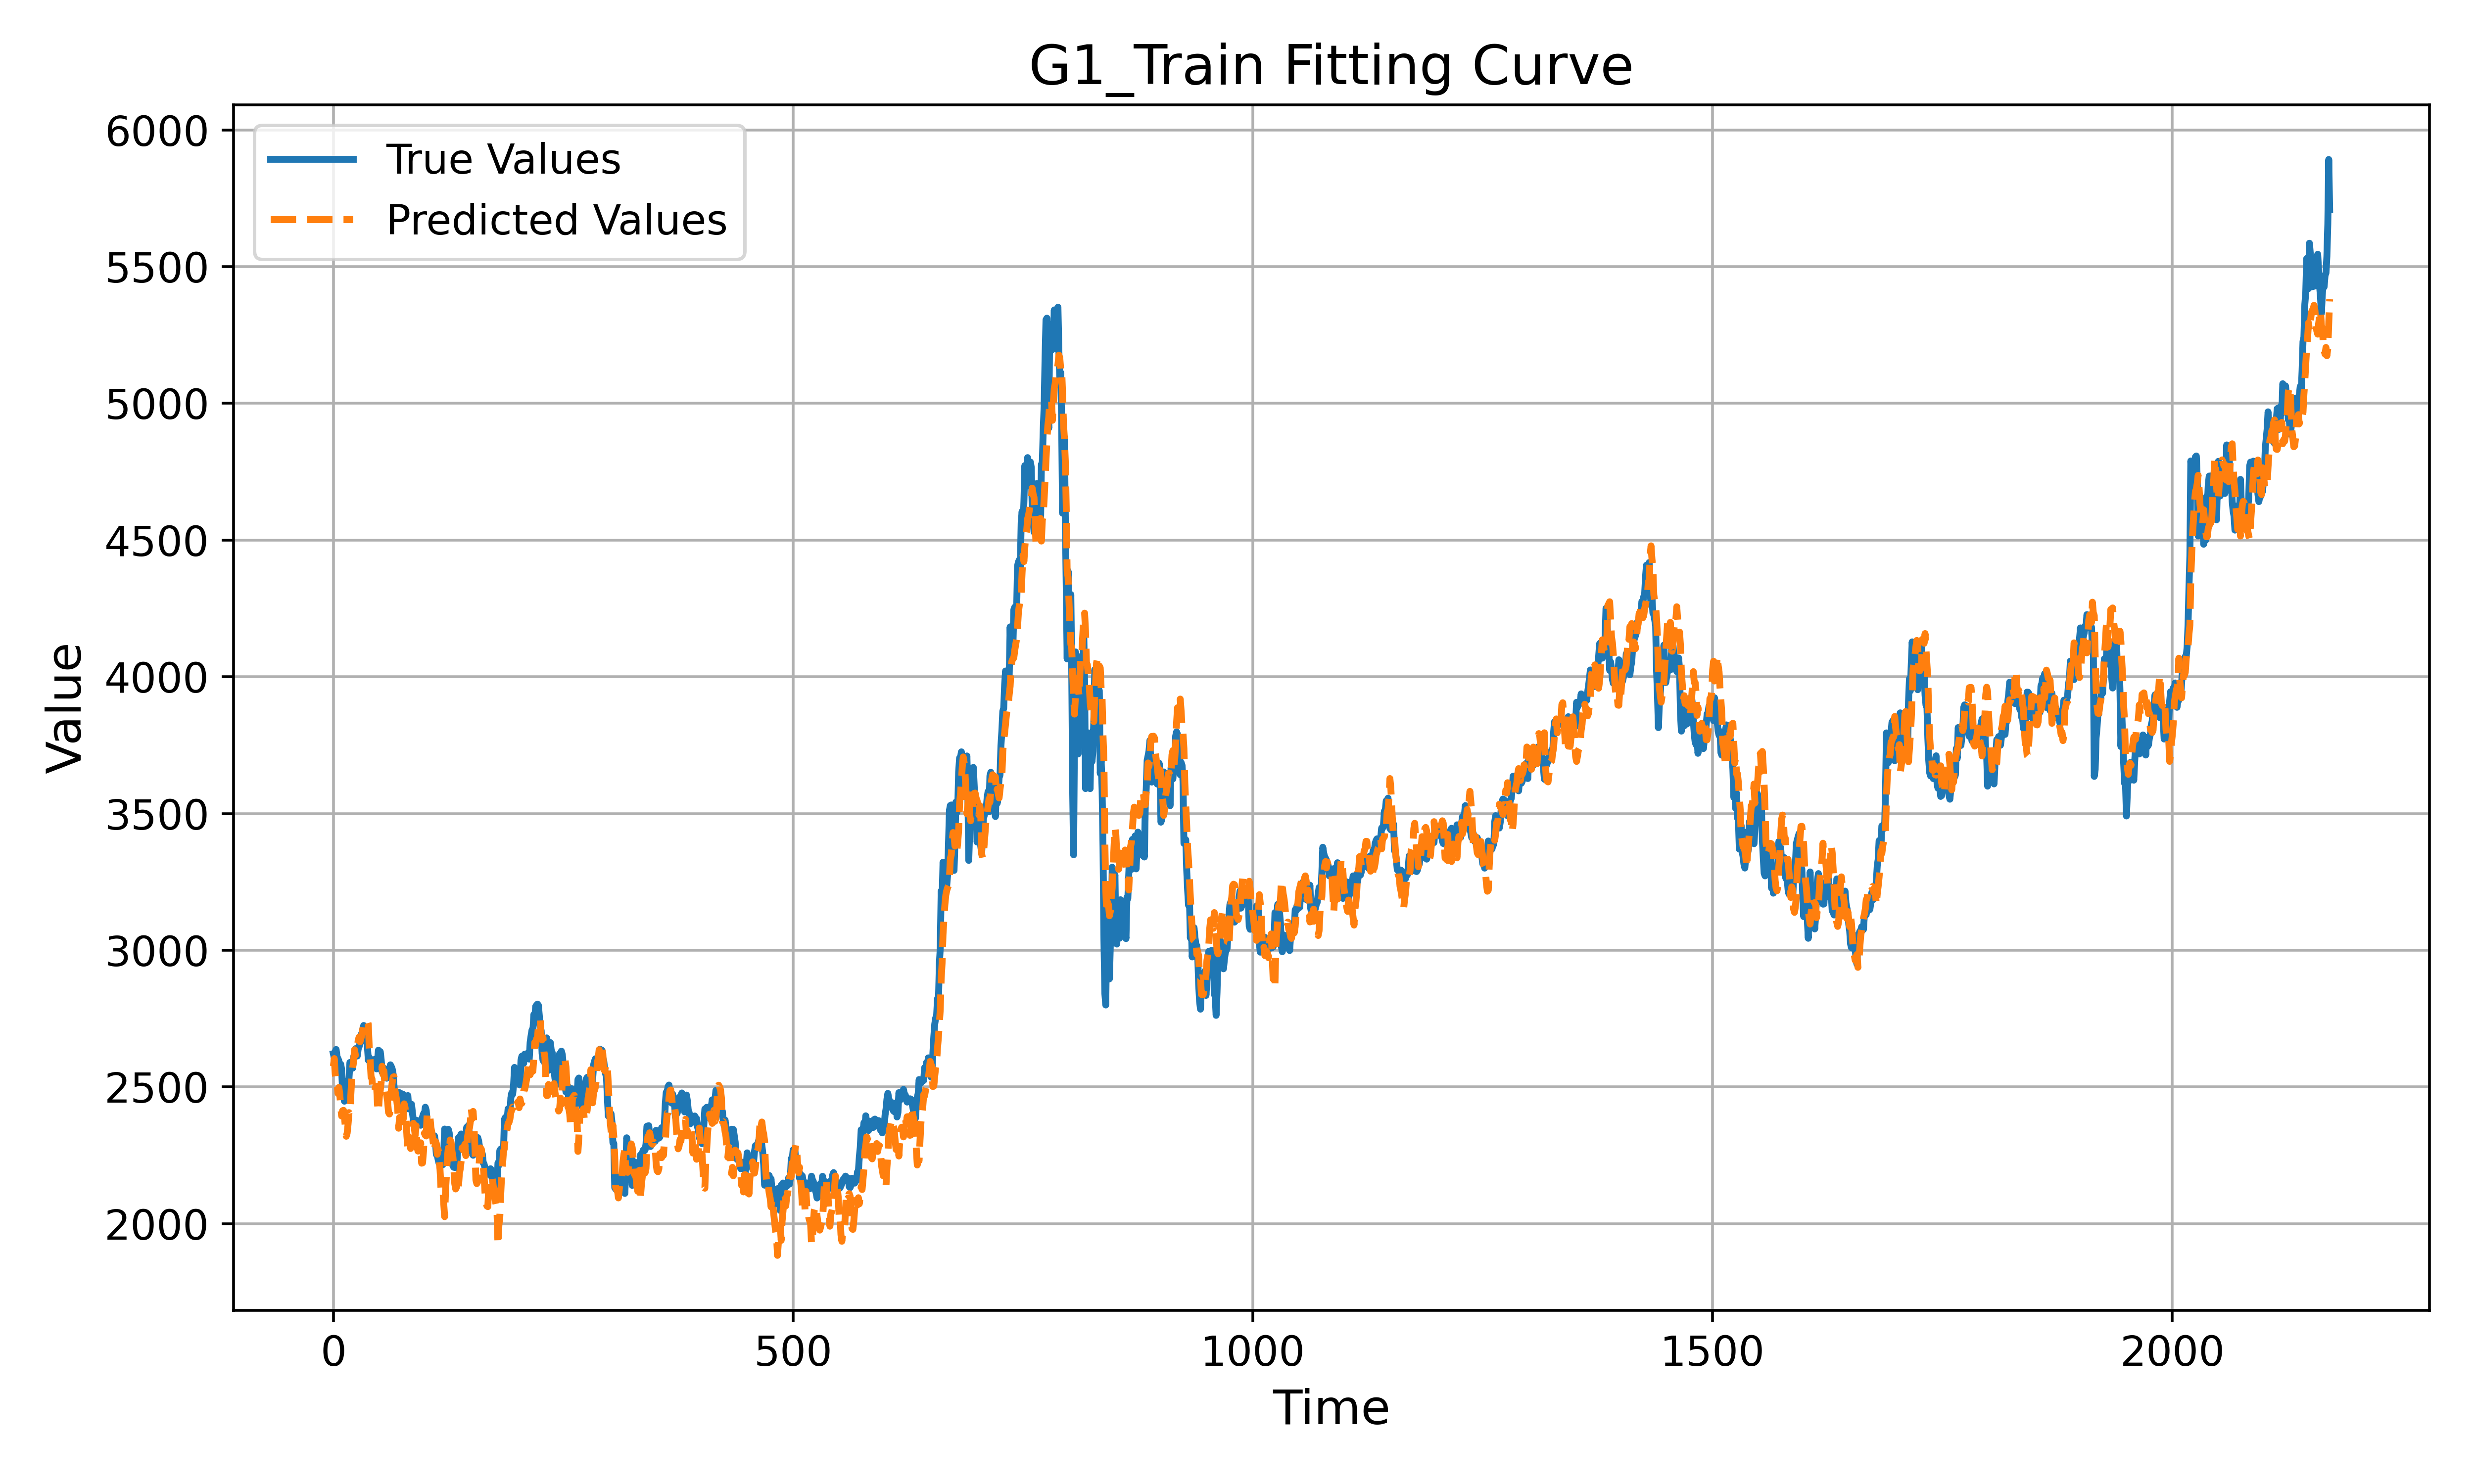 G1_Train Fitting Curve
True Values
Predicted Values
6000
5500
5000
4500
4000
3500
3000
2500
2000
Value
0
500
1000
1500
2000
Time